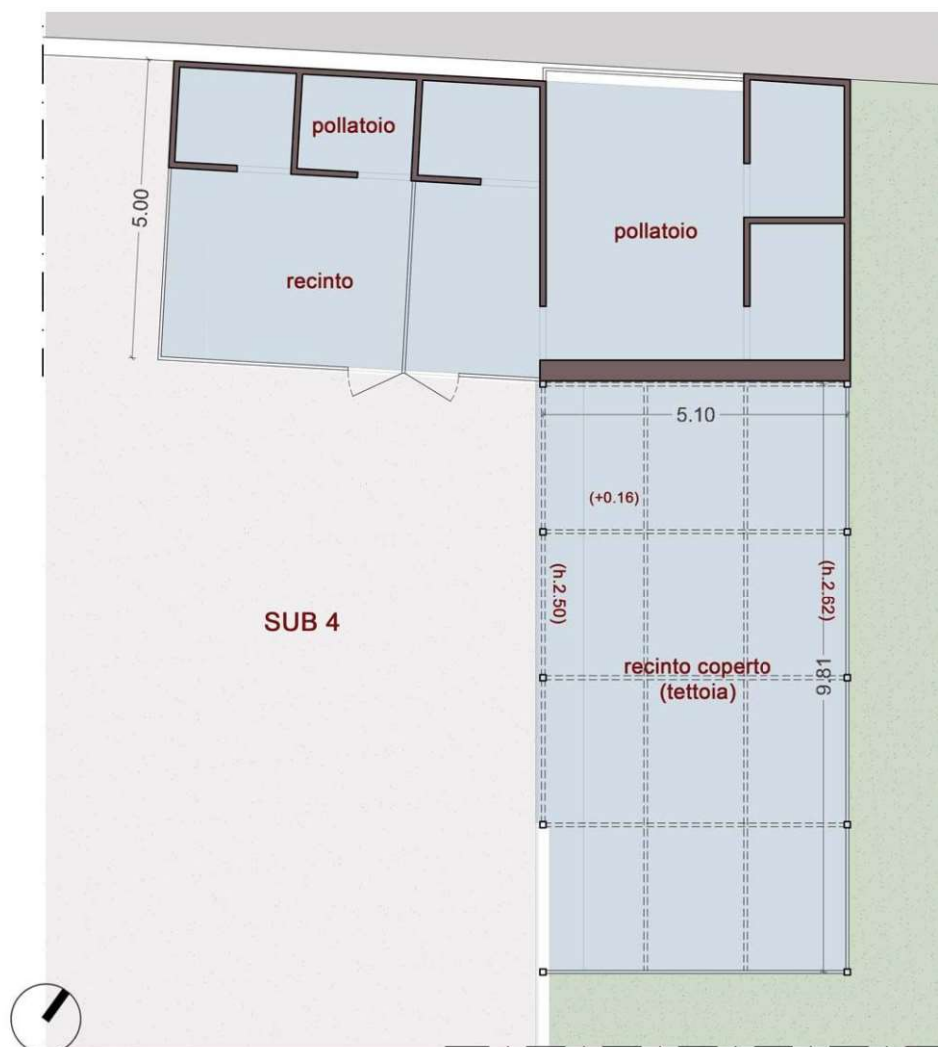 pollatoio
5.00
pollatoio
recinto
5.10
(+0.16)
(h.2.50)
(h.2.62)
SUB 4
recinto coperto
(tettoia)
9.81